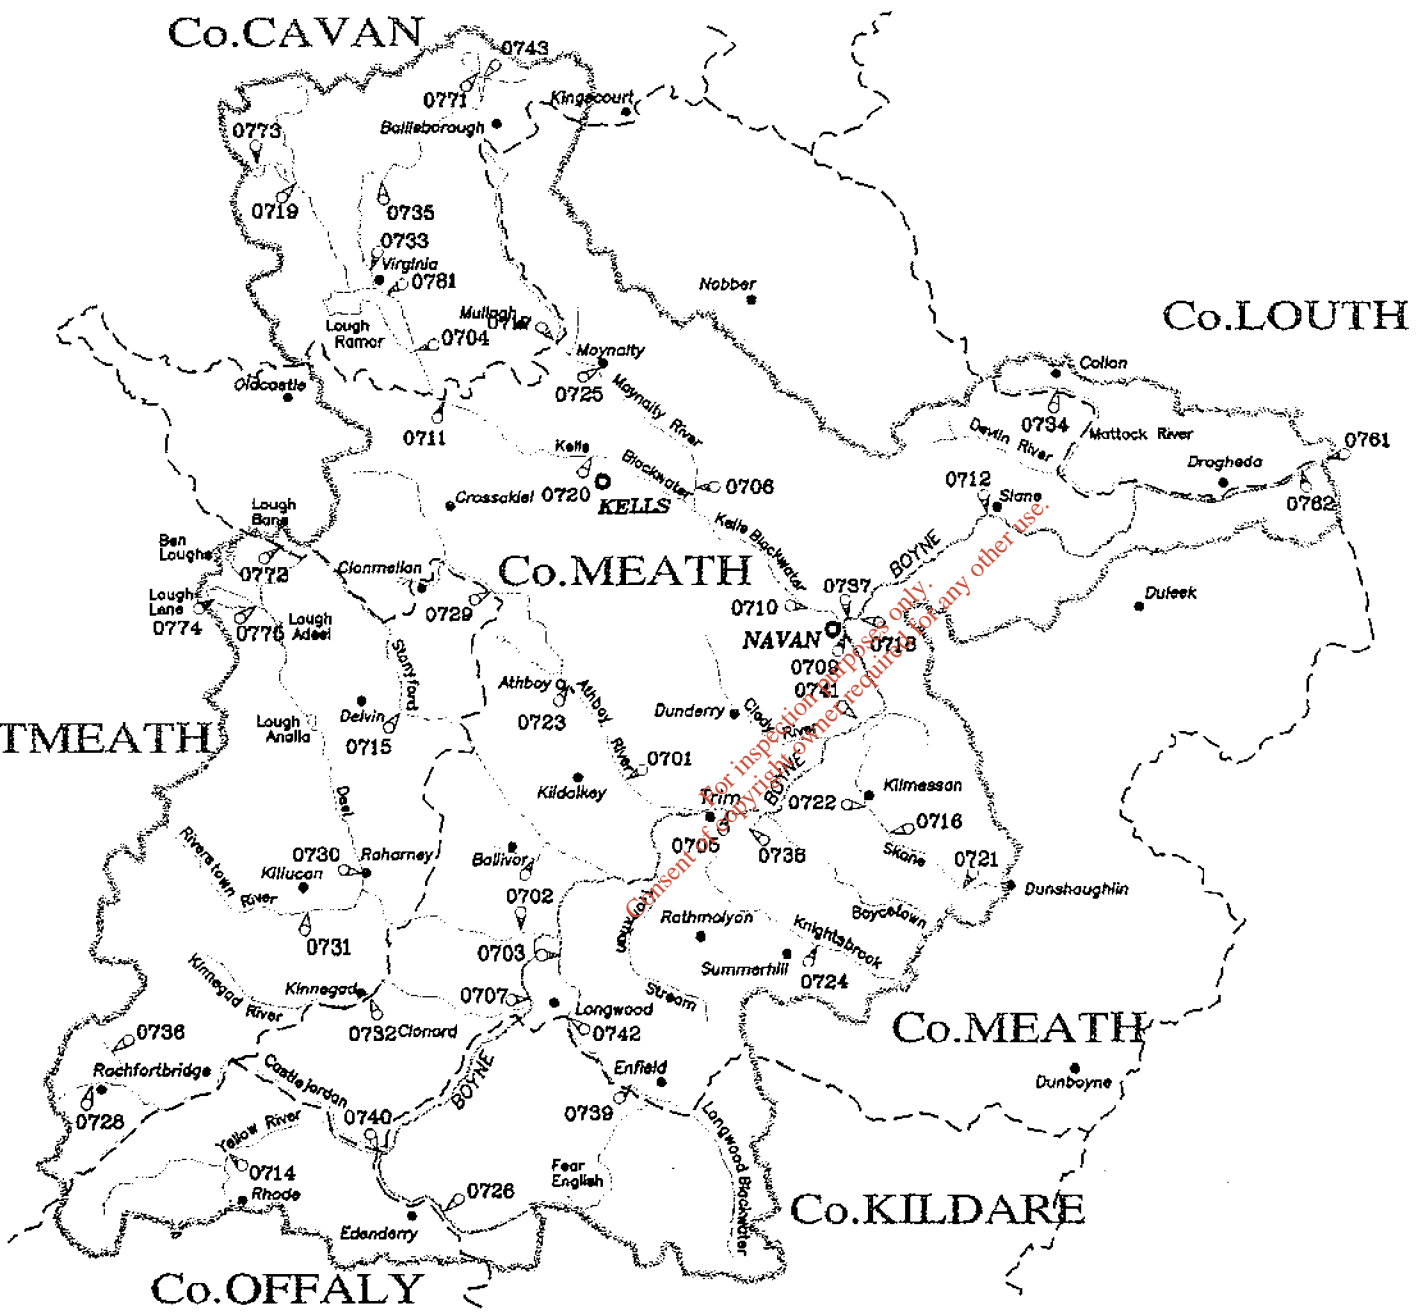 Co.CAVAN
0743
0771
Kingscourt
Bailieborough
0773
0719
0735
0733
Virginia
0781
Nobber
Co.LOUTH
Mullagh
Lough
Ramor
0704
Moynalty
Collon
Oldcastle
0725
Moynalty River
0734
0711
Mattock River
Devlin River
0761
Kells
Blackwater
Drogheda
0720
0706
0712
KELLS
Slane
0762
Crossakiel
Lough
Bane
Kells Blackwater
Ben
Loughs
BOYNE
0772
Clonmellon
Co.MEATH
0737
Lough
Lene
0774
0775
Lough
Adeel
0729
0710
Duleek
NAVAN
0718
0709
Stonyford
Athboy
Athboy
River
0741
0723
Dunderry
Clady
River
TMEATH
Lough
Analla
Delvin
0715
BOYNE
0701
Kildalkey
Kilmessan
Deel
Trim
0722
0716
0705
0738
Skane
Riverstown
River
0730
Raharney
Ballivor
0721
Killucan
Dunshaughlin
0702
Boycetown
Rathmolyon
Knightsbrook
0731
0703
Summerhill
0724
Kinnegad
River
Kinnegad
Stream
0707
Longwood
0732
Clonard
0742
Co.MEATH
0736
BOYNE
Rochfortbridge
Castlejordan
Enfield
Dunboyne
0728
0740
0739
Yellow River
Longwood Blackwater
0714
Fear
English
Rhode
0726
Co.KILDARE
Edenderry
Co.OFFALY
For inspection purposes only.
Consent of copyright owner required for any other use.